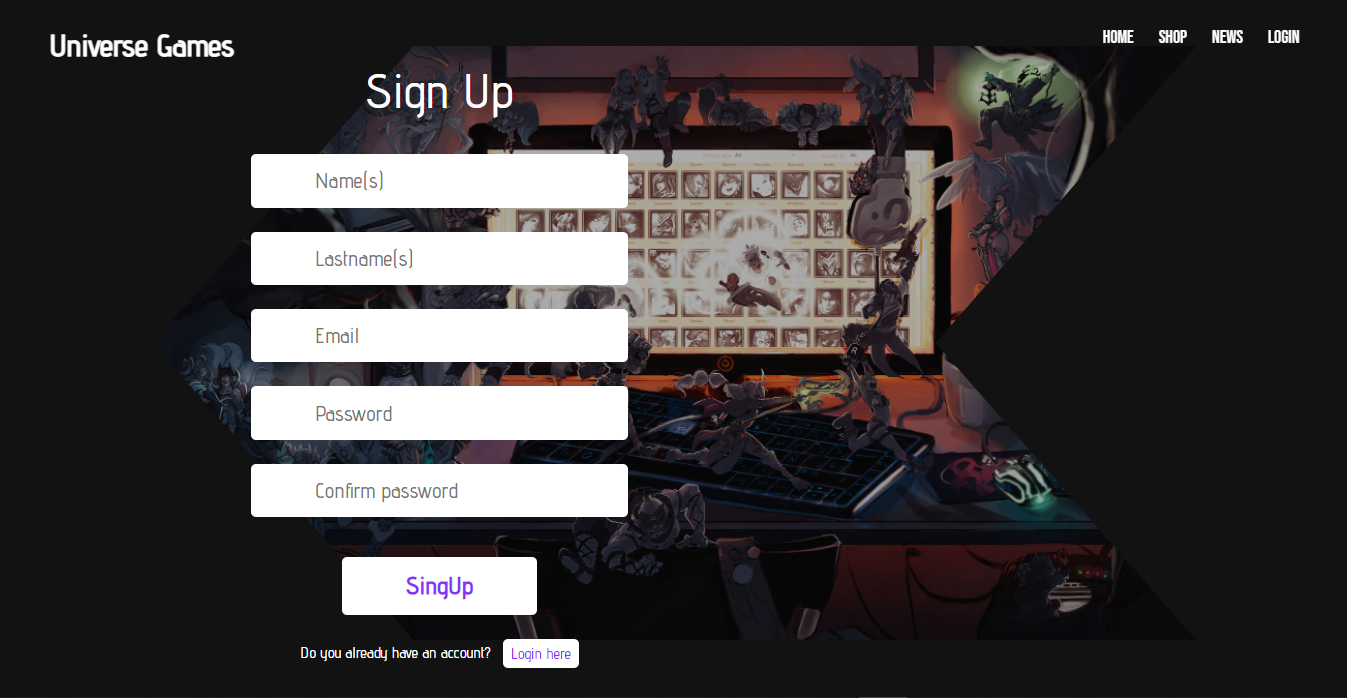 Universe Games
HOME SHOP NEWS LOGIN
Sign Up
Name(s)
Lastname(s)
Email
Password
Confirm password
SingUp
Do you already have an account? Login here